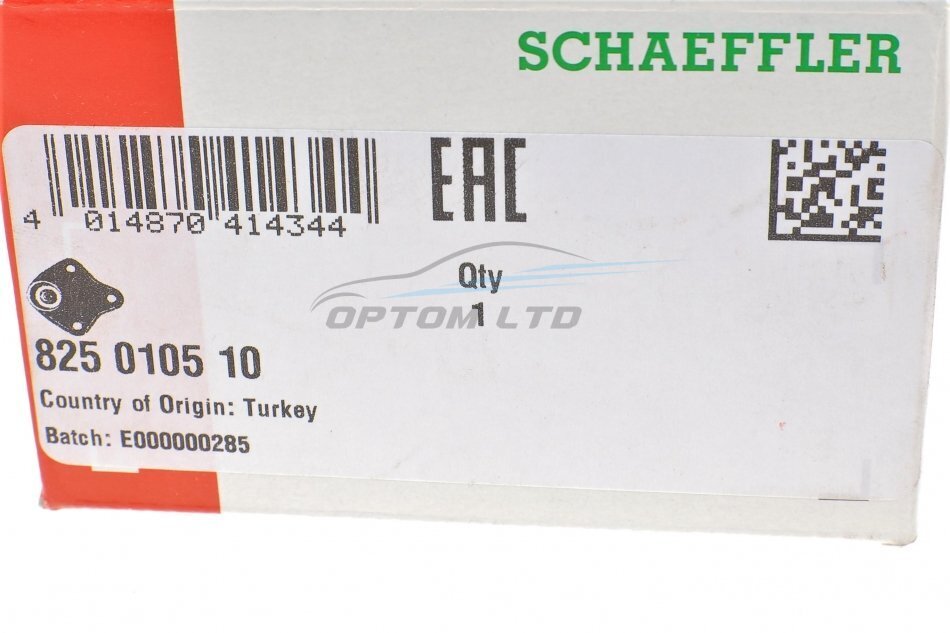 SCHAEFFLER
EAC
4 014870 414344
Qty
1
OPTOM LTD
825 0105 10
Country of Origin: Turkey
Batch: E000000285